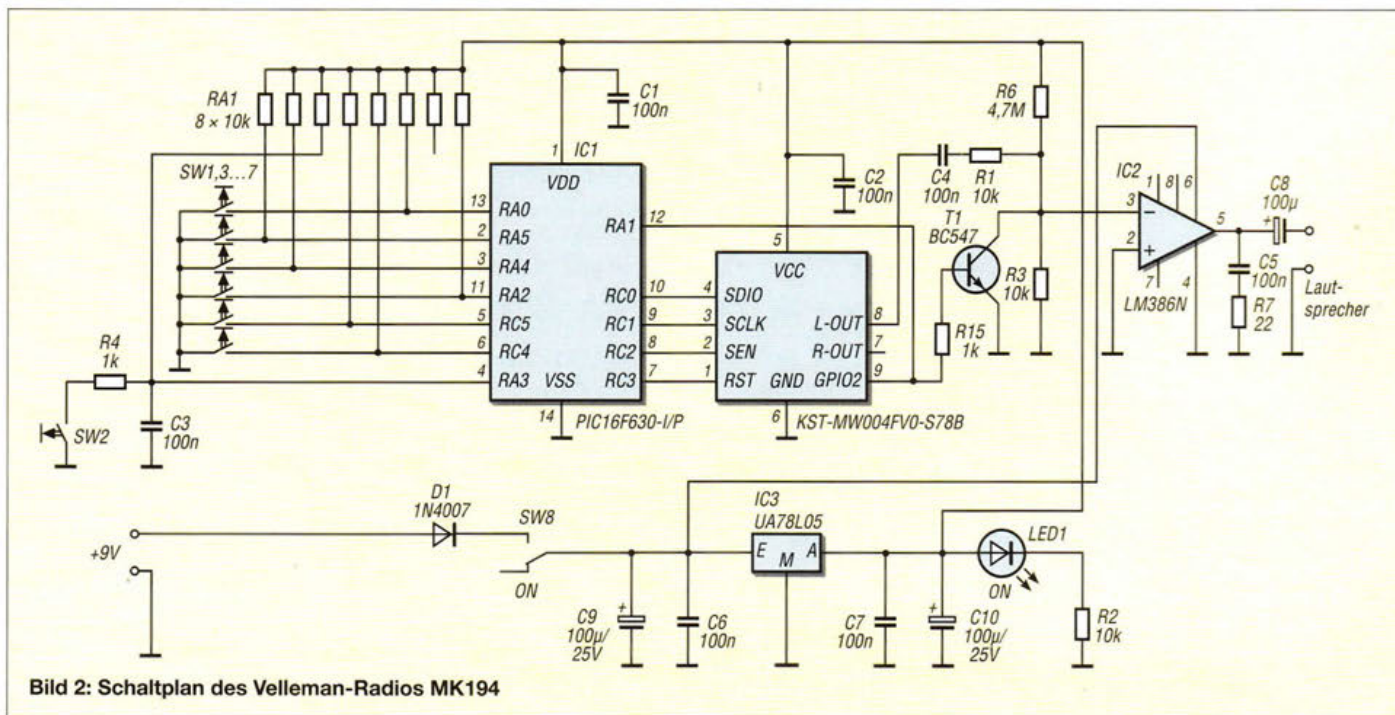 RA1
8 × 10k
C1
100n
R6
4,7M
1
IC1
VDD
SW1,3...7
13
RA0
2
RA5
3
RA4
11
RA2
5
RC5
6
RC4
4
RA3
VSS
14
PIC16F630-I/P
RA1
12
RC0
10
RC1
9
RC2
8
RC3
7
C2
100n
C4
100n
R1
10k
T1
BC547
5
VCC
4
SDIO
3
SCLK
2
SEN
1
RST
GND
6
L-OUT
8
R-OUT
7
GPIO2
9
KST-MW004FV0-S78B
R15
1k
R3
10k
IC2
1
8
6
3
2
–
+
7
4
5
LM386N
C8
100µ
+
C5
100n
R7
22
Laut-
sprecher
R4
1k
SW2
C3
100n
+9V
D1
1N4007
SW8
ON
+
C9
100µ/
25V
C6
100n
IC3
UA78L05
E
M
A
C7
100n
+
C10
100µ/
25V
LED1
ON
R2
10k
Bild 2: Schaltplan des Velleman-Radios MK194